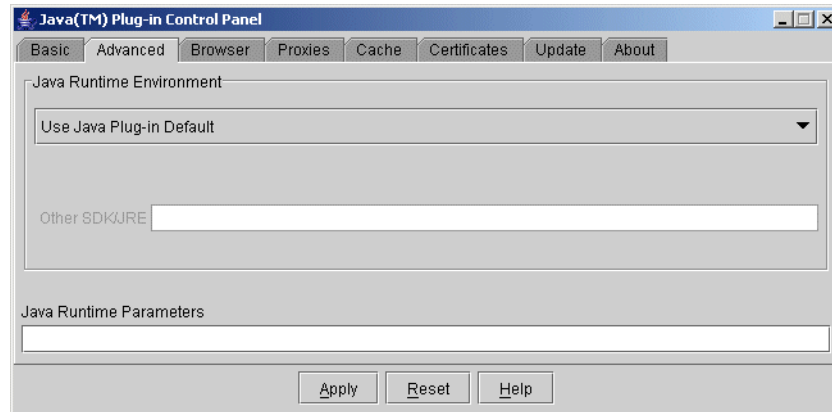 Java(TM) Plug-in Control Panel
Basic Advanced Browser Proxies Cache Certificates Update About
Java Runtime Environment
Use Java Plug-in Default
Other SDK/JRE
Java Runtime Parameters
Apply Reset Help